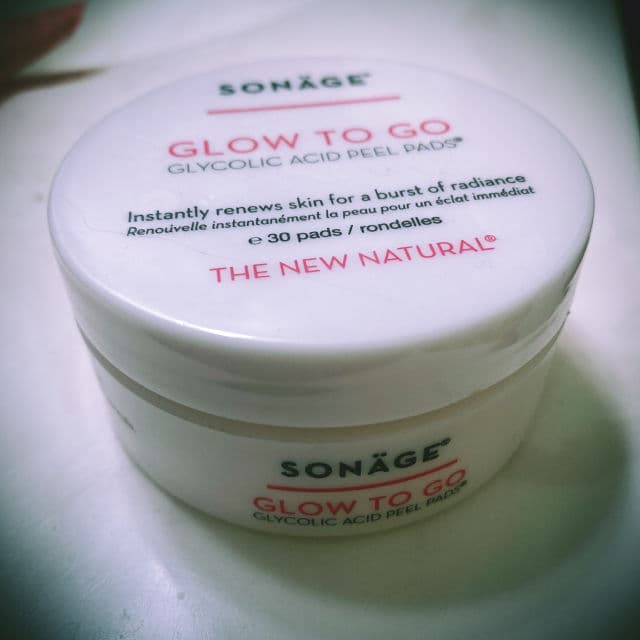 SONÄGE®
GLOW TO GO
GLYCOLIC ACID PEEL PADS®
Instantly renews skin for a burst of radiance
Renouvelle instantanément la peau pour un éclat immédiat
℮ 30 pads / rondelles
THE NEW NATURAL®
SONÄGE®
GLOW TO GO
GLYCOLIC ACID PEEL PADS®